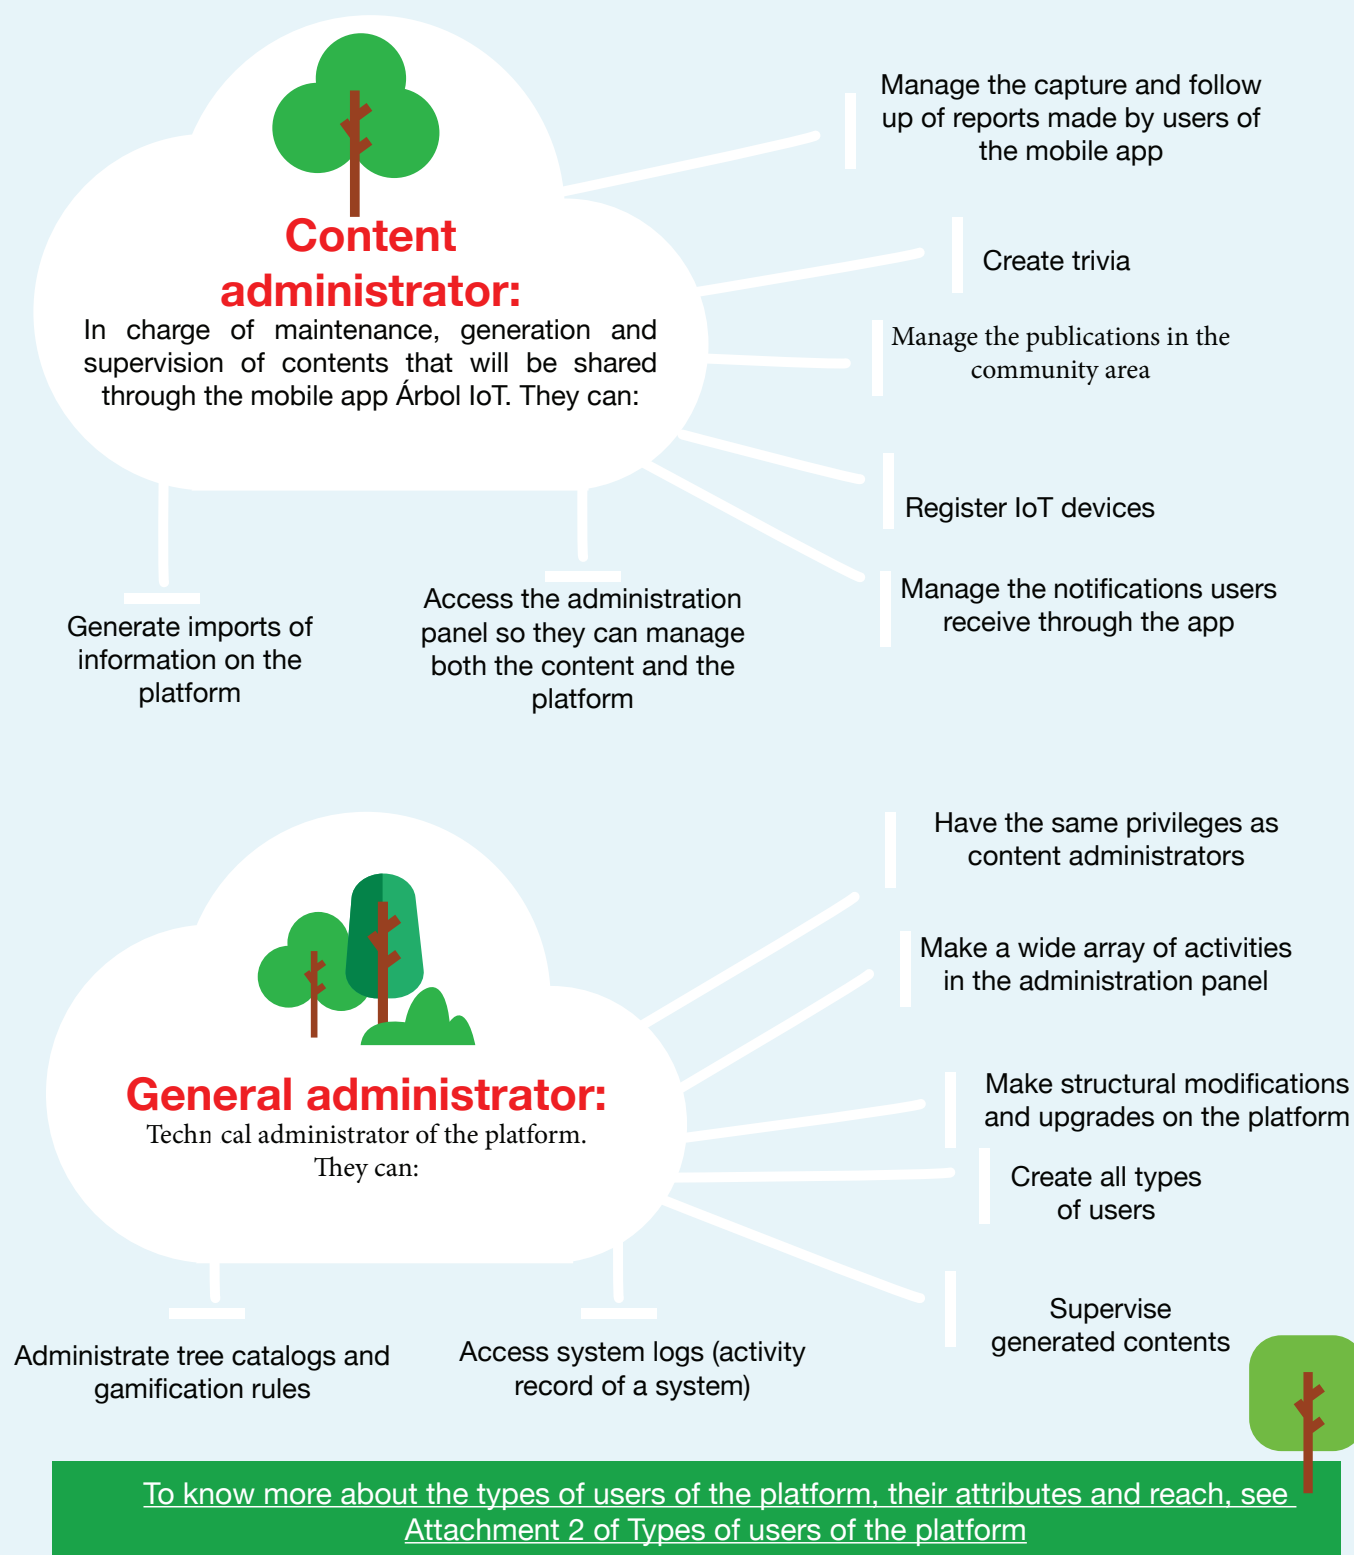 Content
administrator:
In charge of maintenance, generation and
supervision of contents that will be shared
through the mobile app Árbol IoT. They can:
Manage the capture and follow
up of reports made by users of
the mobile app
Create trivia
Manage the publications in the
community area
Register IoT devices
Manage the notifications users
receive through the app
Access the administration
panel so they can manage
both the content and the
platform
Generate imports of
information on the
platform
General administrator:
Techn cal administrator of the platform.
They can:
Have the same privileges as
content administrators
Make a wide array of activities
in the administration panel
Make structural modifications
and upgrades on the platform
Create all types
of users
Supervise
generated contents
Access system logs (activity
record of a system)
Administrate tree catalogs and
gamification rules
To know more about the types of users of the platform, their attributes and reach, see
Attachment 2 of Types of users of the platform